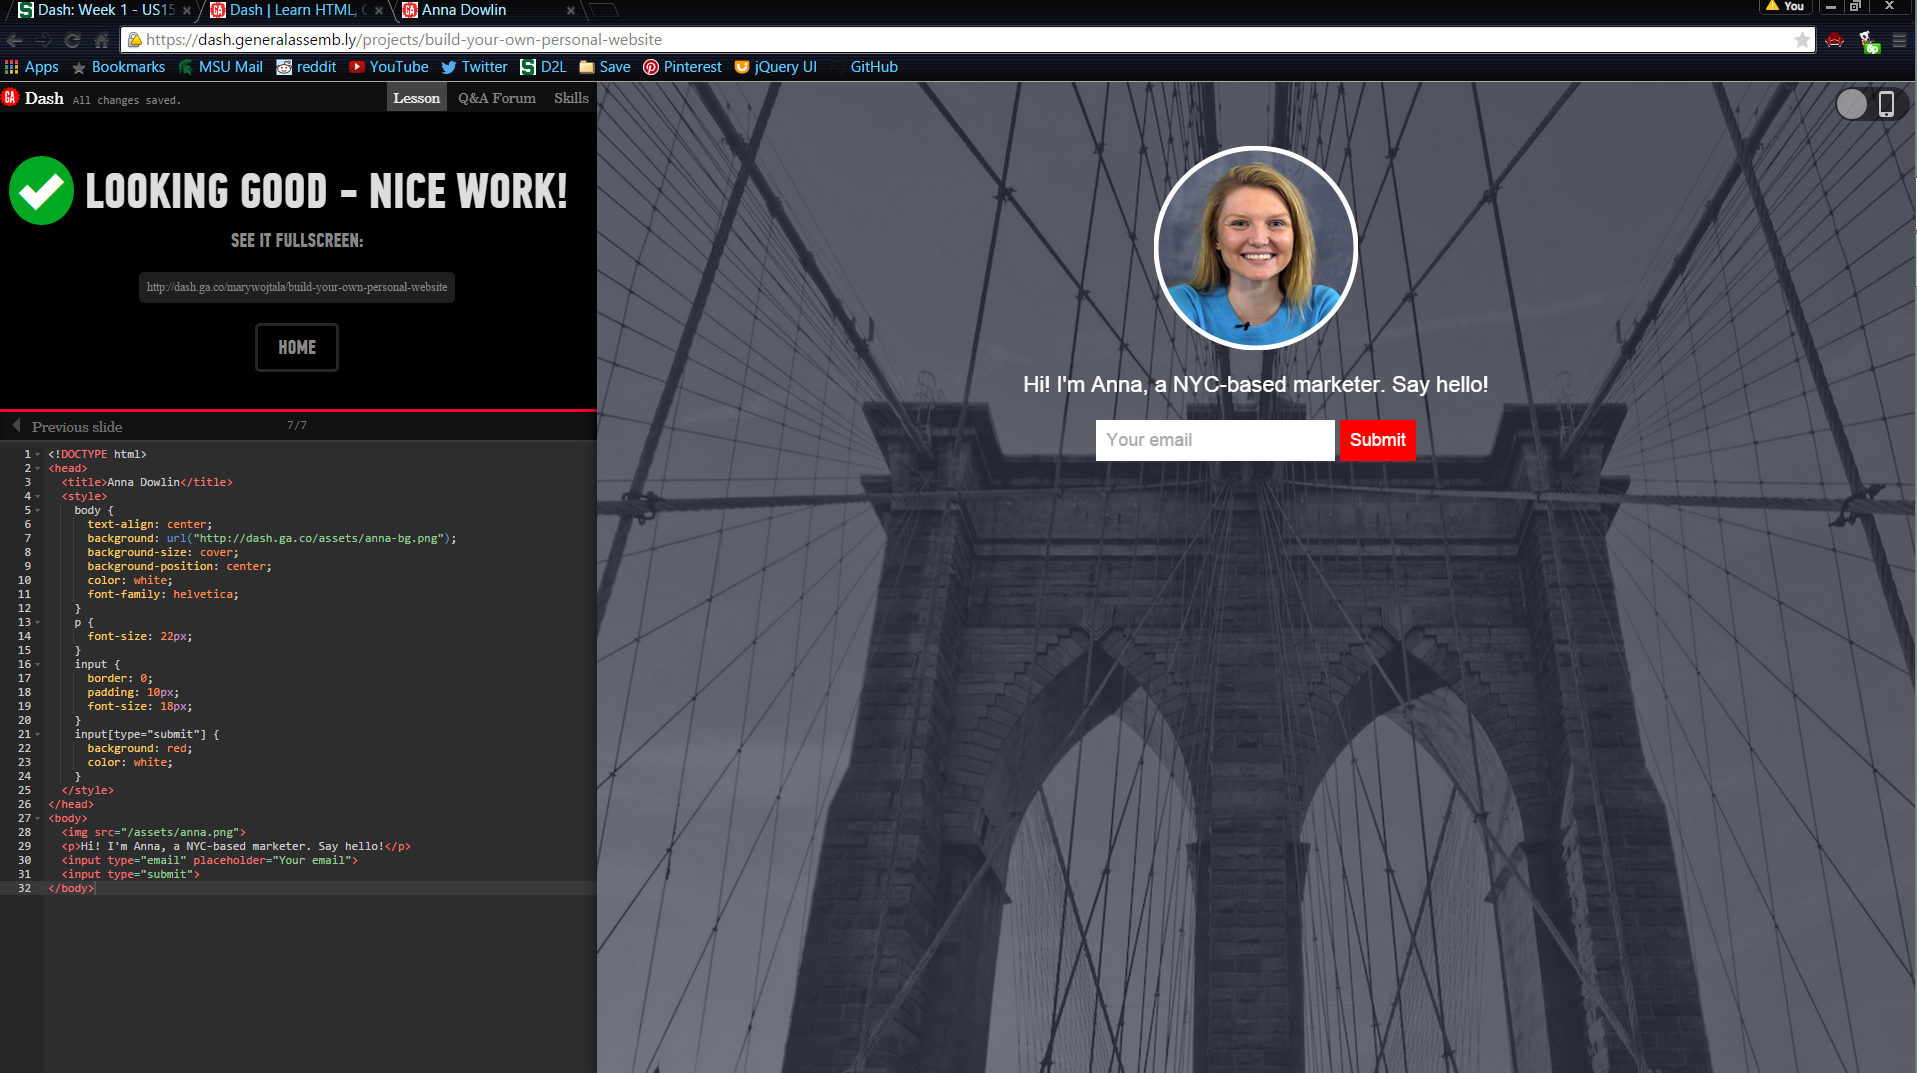 Dash: Week 1 - US15
Dash | Learn HTML, C
Anna Dowlin
You
https://dash.generalassemb.ly/projects/build-your-own-personal-website
6p
Apps Bookmarks MSU Mail reddit YouTube Twitter D2L Save Pinterest jQuery UI GitHub
GA Dash All changes saved. Lesson Q&A Forum Skills
LOOKING GOOD - NICE WORK!
SEE IT FULLSCREEN:
http://dash.ga.co/marywojtala/build-your-own-personal-website
HOME
Previous slide 7/7
1 <!DOCTYPE html>
2 <head>
3 <title>Anna Dowlin</title>
4 <style>
5 body {
6 text-align: center;
7 background: url("http://dash.ga.co/assets/anna-bg.png");
8 background-size: cover;
9 background-position: center;
10 color: white;
11 font-family: helvetica;
12 }
13 p {
14 font-size: 22px;
15 }
16 input {
17 border: 0;
18 padding: 10px;
19 font-size: 18px;
20 }
21 input[type="submit"] {
22 background: red;
23 color: white;
24 }
25 </style>
26 </head>
27 <body>
28 <img src="/assets/anna.png">
29 <p>Hi! I'm Anna, a NYC-based marketer. Say hello!</p>
30 <input type="email" placeholder="Your email">
31 <input type="submit">
32 </body>
Hi! I'm Anna, a NYC-based marketer. Say hello!
Your email Submit